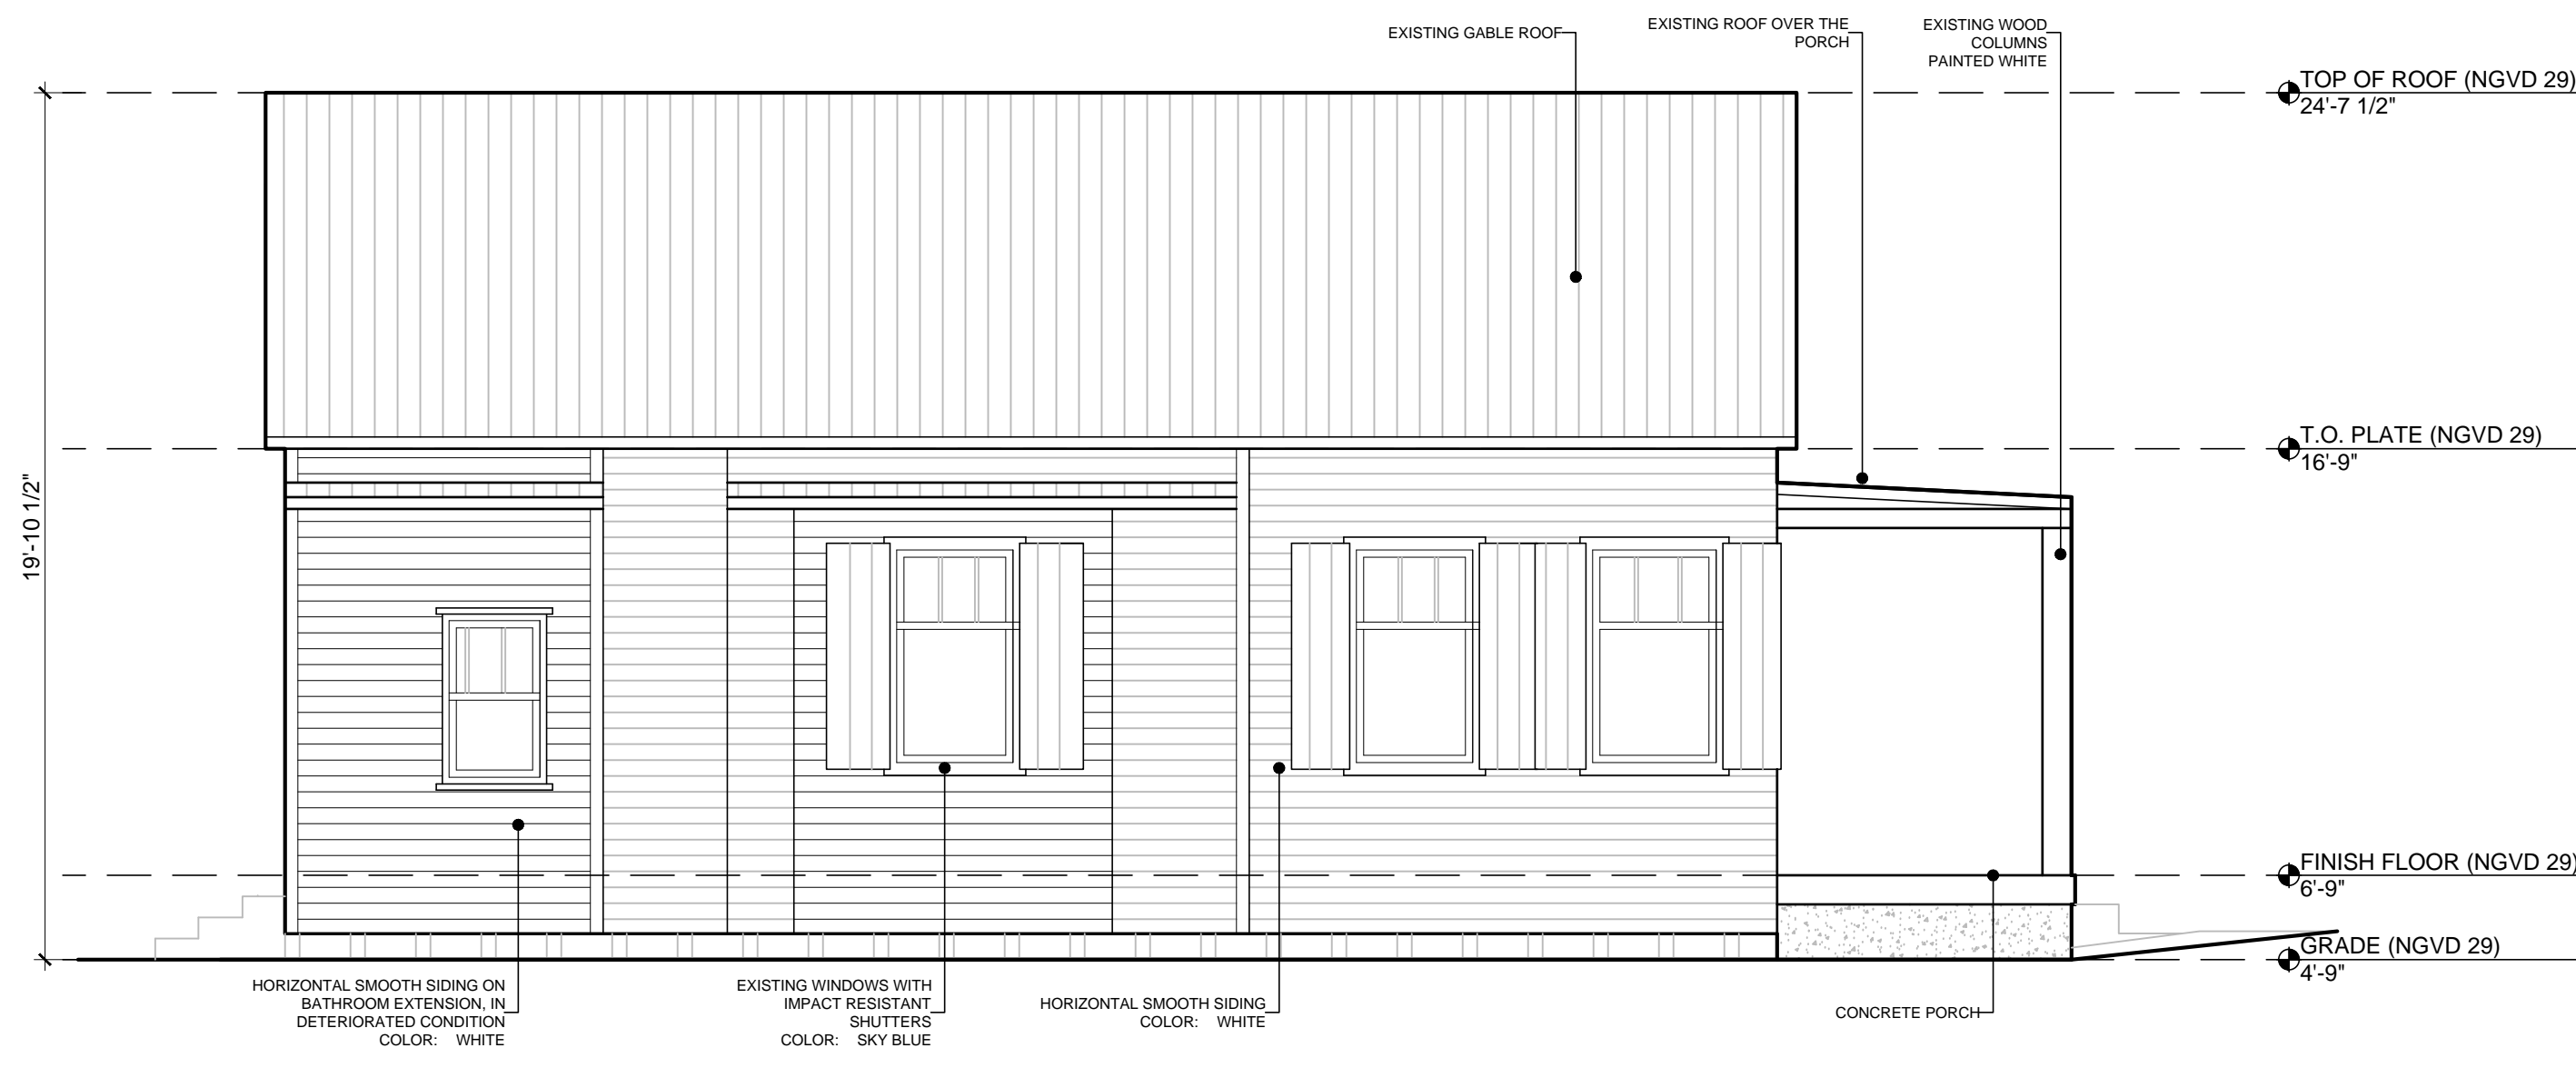 EXISTING GABLE ROOF
EXISTING ROOF OVER THE
PORCH
EXISTING WOOD
COLUMNS
PAINTED WHITE
TOP OF ROOF (NGVD 29)
24'-7 1/2"
T.O. PLATE (NGVD 29)
16'-9"
19'-10 1/2"
FINISH FLOOR (NGVD 29)
6'-9"
GRADE (NGVD 29)
4'-9"
HORIZONTAL SMOOTH SIDING ON
BATHROOM EXTENSION, IN
DETERIORATED CONDITION
COLOR: WHITE
EXISTING WINDOWS WITH
IMPACT RESISTANT
SHUTTERS
COLOR: SKY BLUE
HORIZONTAL SMOOTH SIDING
COLOR: WHITE
CONCRETE PORCH